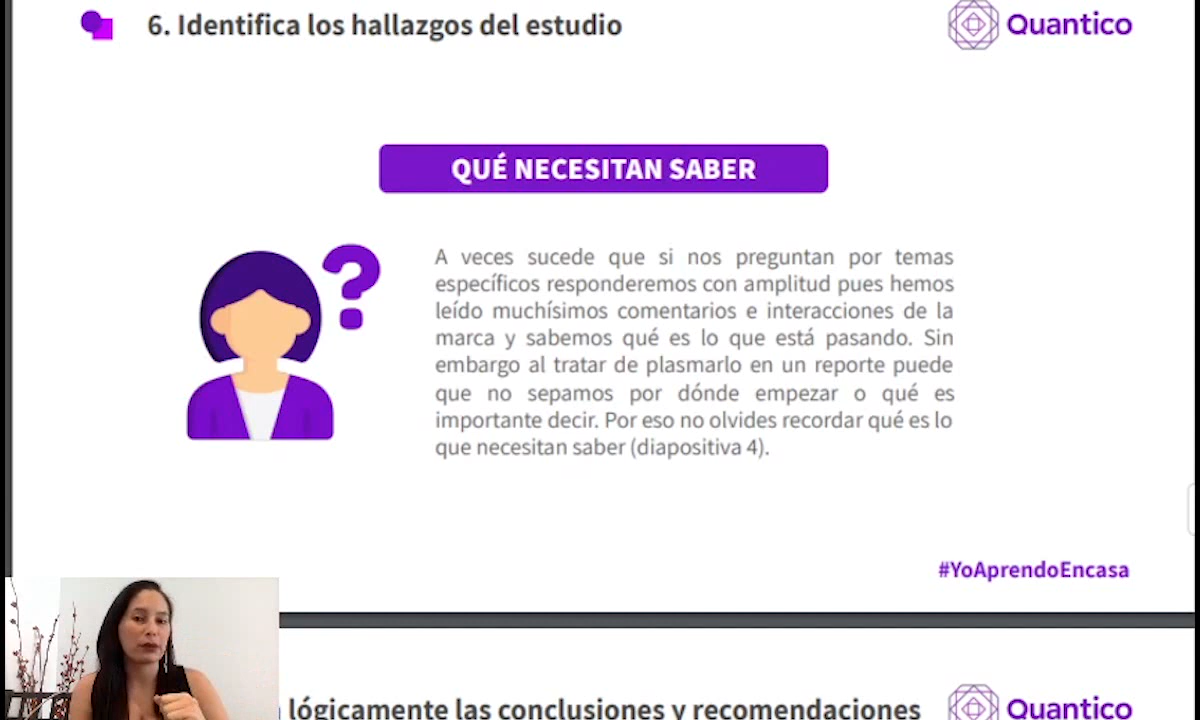 6. Identifica los hallazgos del estudio
Quantico
QUÉ NECESITAN SABER
A veces sucede que si nos preguntan por temas
específicos responderemos con amplitud pues hemos
leído muchísimos comentarios e interacciones de la
marca y sabemos qué es lo que está pasando. Sin
embargo al tratar de plasmarlo en un reporte puede
que no sepamos por dónde empezar o qué es
importante decir. Por eso no olvides recordar qué es lo
que necesitan saber (diapositiva 4).
#YoAprendoEncasa
lógicamente las conclusiones y recomendaciones
Quantico